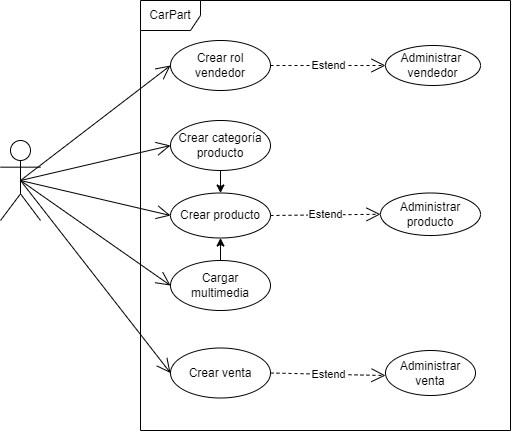 CarPart
Crear rol
vendedor
Estend
Administrar
vendedor
Crear categoría
producto
Crear producto
Estend
Administrar
producto
Cargar
multimedia
Crear venta
Estend
Administrar
venta